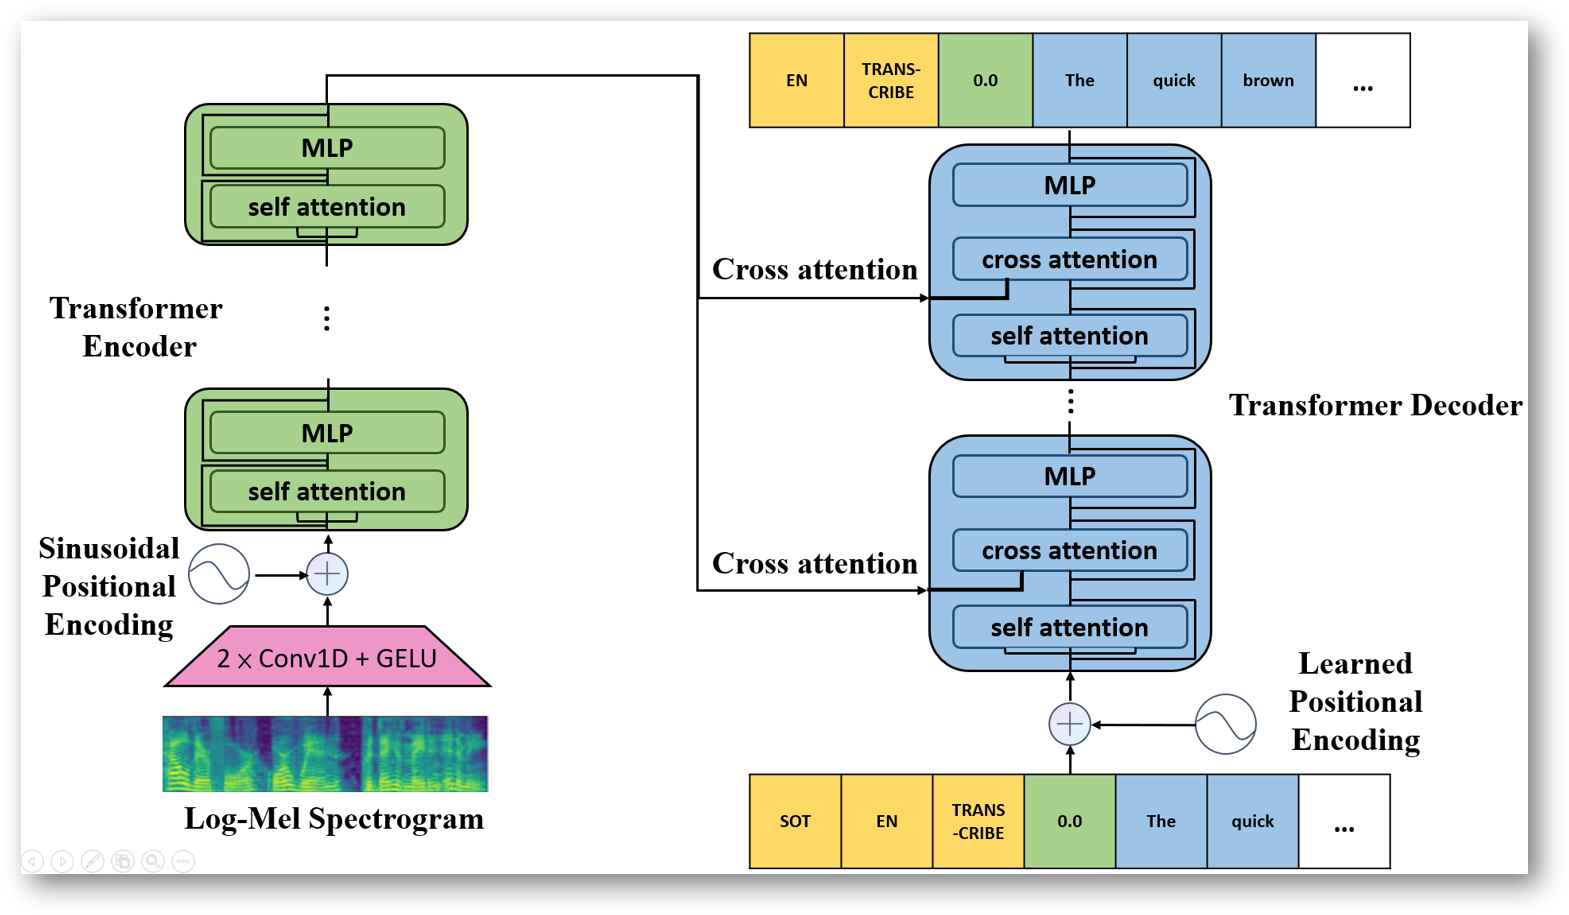 EN
TRANS-
CRIBE
0.0
The
quick
brown
...
MLP
self attention
Transformer
Encoder
MLP
self attention
Sinusoidal
Positional
Encoding
2 × Conv1D + GELU
Log-Mel Spectrogram
Cross attention
Cross attention
MLP
cross attention
self attention
Transformer Decoder
MLP
cross attention
self attention
Learned
Positional
Encoding
SOT
EN
TRANS
-CRIBE
0.0
The
quick
...